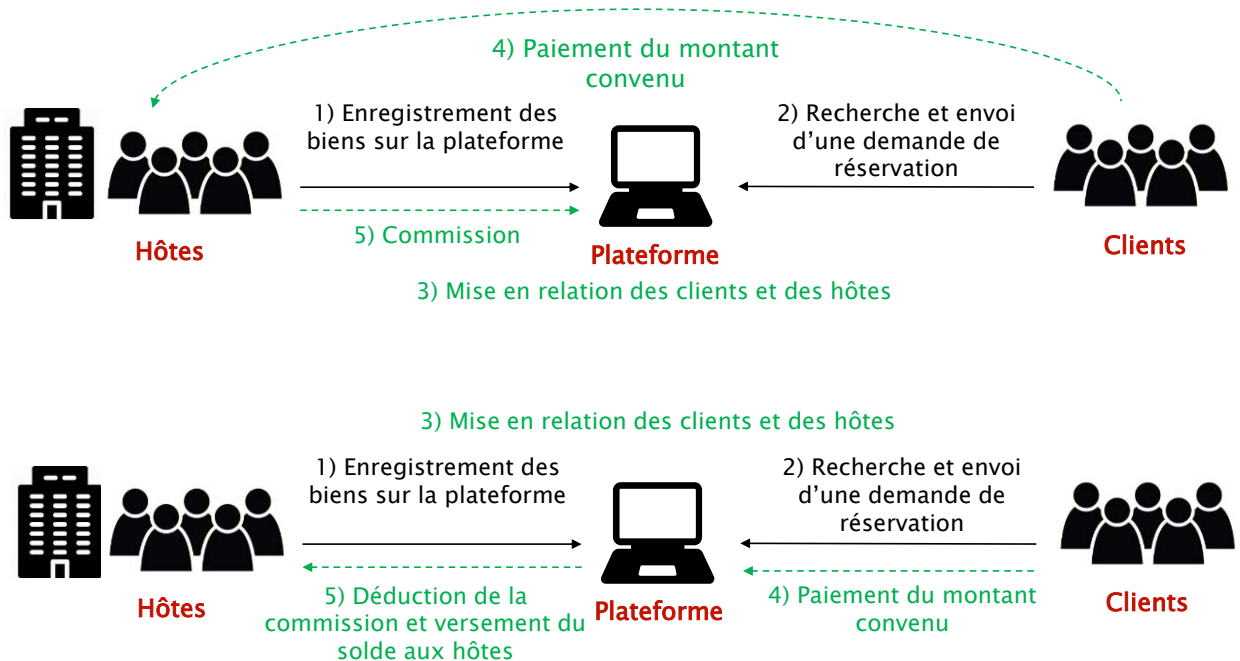 4) Paiement du montant
convenu
1) Enregistrement des
biens sur la plateforme
2) Recherche et envoi
d’une demande de
réservation
5) Commission
Hôtes
Plateforme
Clients
3) Mise en relation des clients et des hôtes
3) Mise en relation des clients et des hôtes
1) Enregistrement des
biens sur la plateforme
2) Recherche et envoi
d’une demande de
réservation
Hôtes
5) Déduction de la
commission et versement du
solde aux hôtes
Plateforme
4) Paiement du montant
convenu
Clients